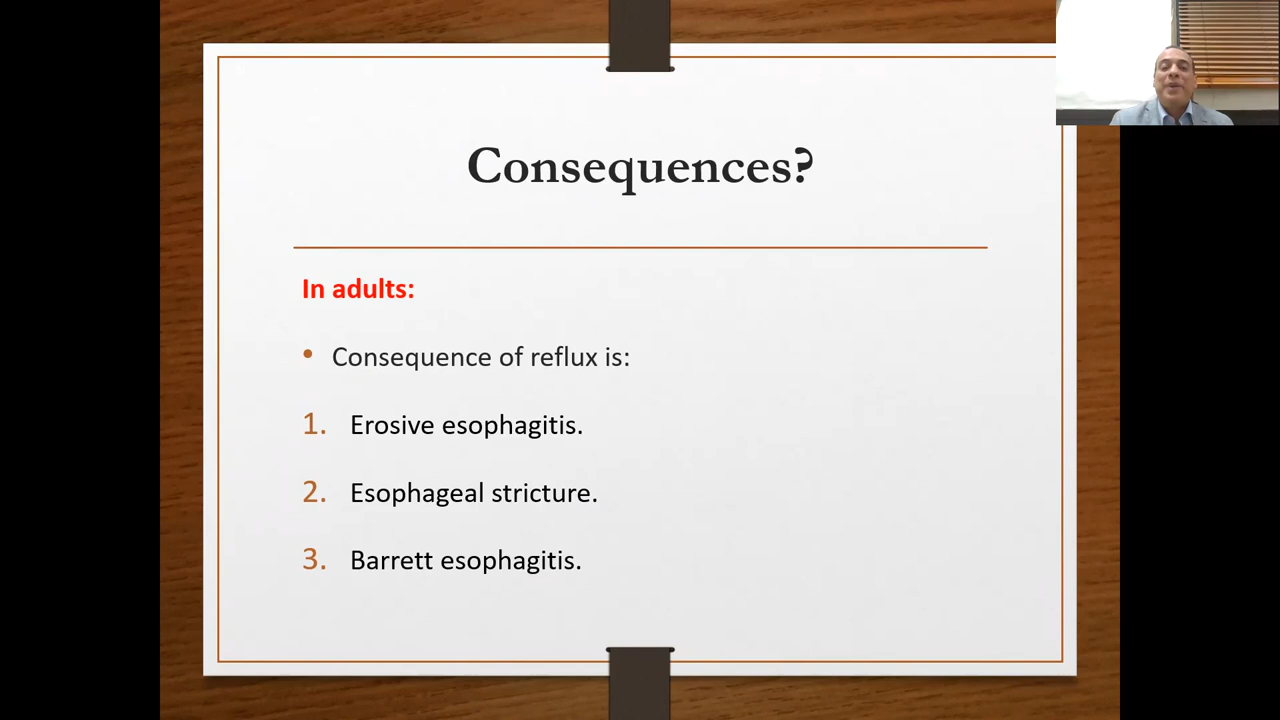 Consequences?
In adults:
• Consequence of reflux is:
1. Erosive esophagitis.
2. Esophageal stricture.
3. Barrett esophagitis.